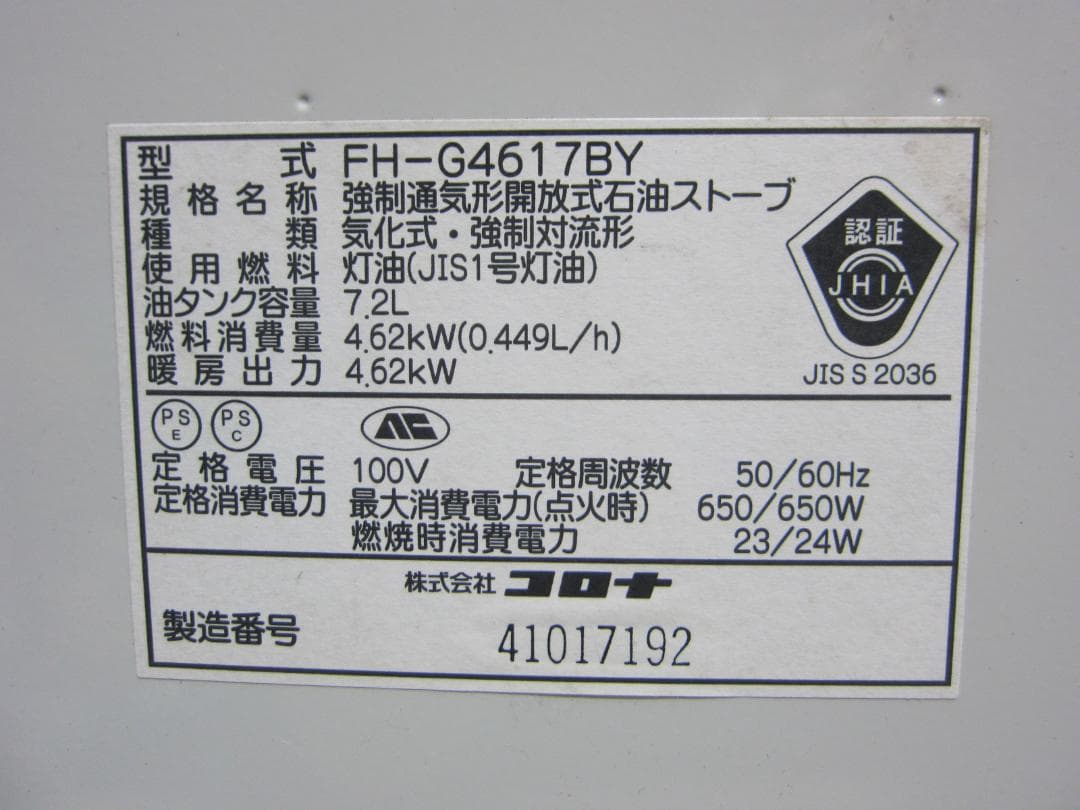 型式 FH-G4617BY
規格名称 強制通気形開放式石油ストーブ
種類 気化式・強制対流形
使用燃料 灯油(JIS1号灯油)
油タンク容量 7.2L
燃料消費量 4.62kW(0.449L/h)
暖房出力 4.62kW
認証
JHIA
JIS S 2036
PS E PS C
定格電圧 100V 定格周波数 50/60Hz
定格消費電力 最大消費電力(点火時) 650/650W
燃焼時消費電力 23/24W
株式会社 コロナ
製造番号 41017192